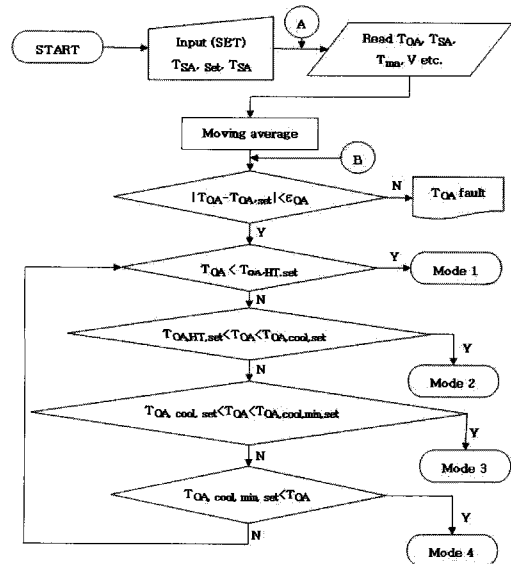 START
Input (SET)
TSA, Set, TSA
A
Read TOA, TSA,
Tma, V etc.
Moving average
B
|TOA-TOA,set|<εOA
N
TOA fault
Y
TOA<TOA,HT,set
Y
Mode 1
N
TOA,HT,set<TOA<TOA,cool,set
Y
Mode 2
N
TOA, cool, set<TOA<TOA,cool,min,set
Y
Mode 3
N
TOA, cool, min, set<TOA
Y
Mode 4
N